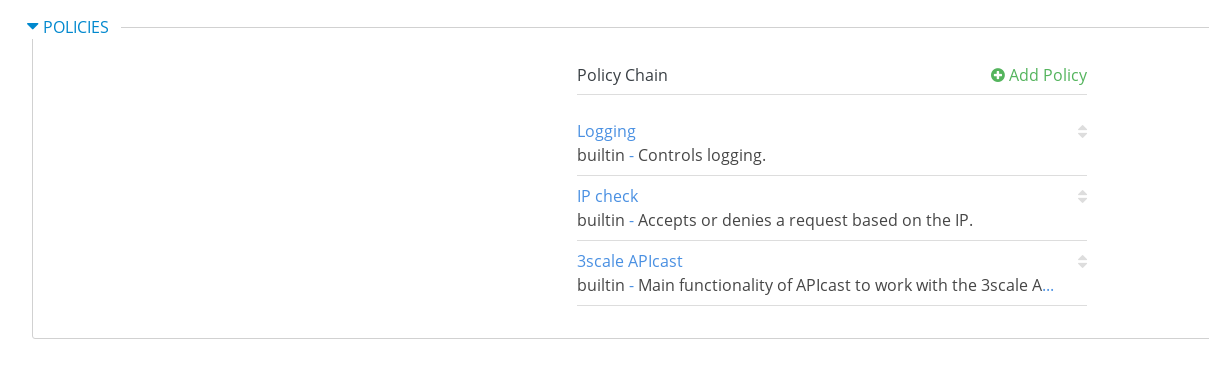 POLICIES
Policy Chain
Add Policy
Logging
builtin - Controls logging.
IP check
builtin - Accepts or denies a request based on the IP.
3scale APIcast
builtin - Main functionality of APIcast to work with the 3scale A...